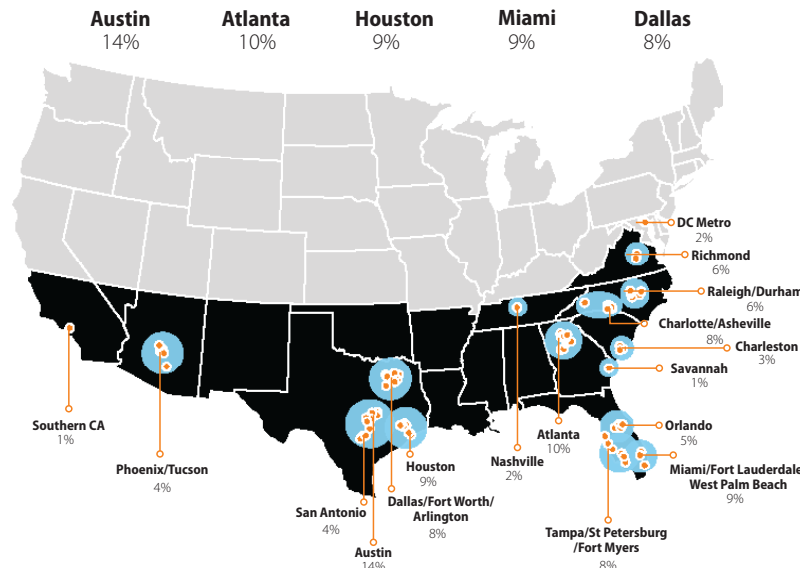 Austin
14%
Atlanta
10%
Houston
9%
Miami
9%
Dallas
8%
DC Metro
2%
Richmond
6%
Raleigh/Durham
6%
Charlotte/Asheville
8%
Charleston
3%
Savannah
1%
Orlando
5%
Miami/Fort Lauderdale
West Palm Beach
9%
Tampa/St Petersburg
/Fort Myers
8%
Atlanta
10%
Nashville
2%
Houston
9%
Dallas/Fort Worth/
Arlington
8%
San Antonio
4%
Austin
14%
Phoenix/Tucson
4%
Southern CA
1%